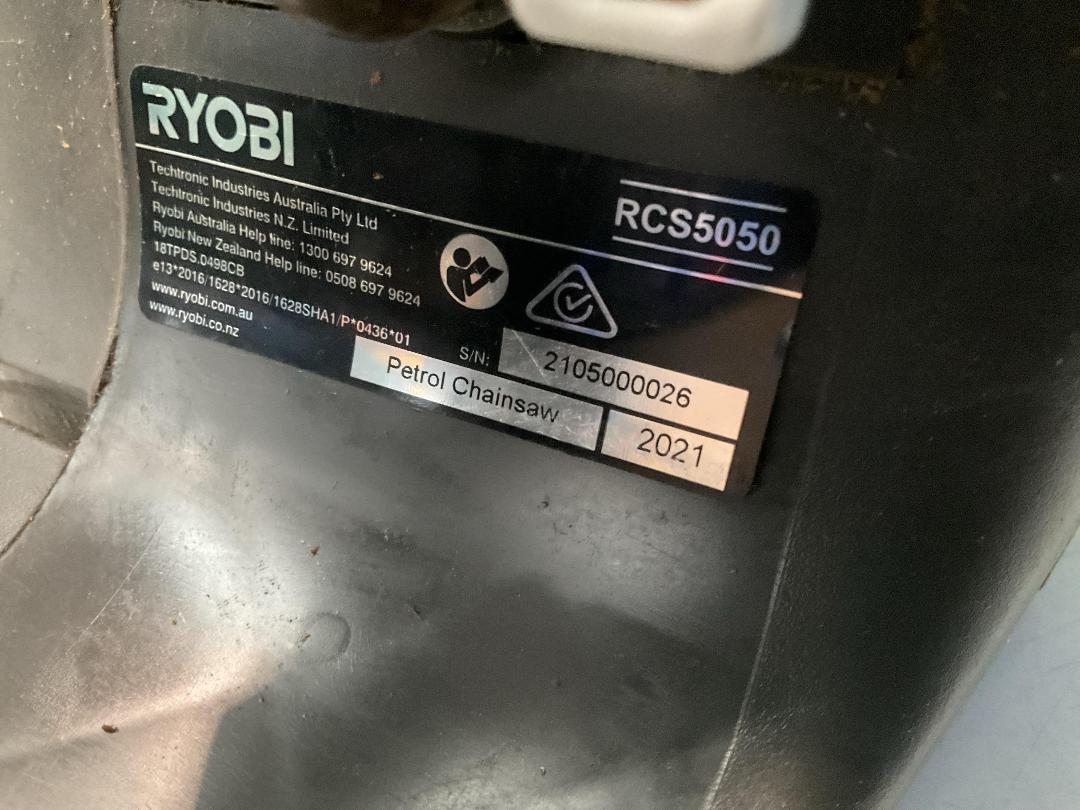 RYOBI
RCS5050
Techtronic Industries Australia Pty Ltd
Techtronic Industries N.Z. Limited
Ryobi Australia Help line: 1300 697 9624
Ryobi New Zealand Help line: 0508 697 9624
18TPDS.0498CB
e13*2016/1628*2016/1628SHA1/P*0436*01
www.ryobi.com.au
www.ryobi.co.nz
S/N: 2105000026
Petrol Chainsaw 2021